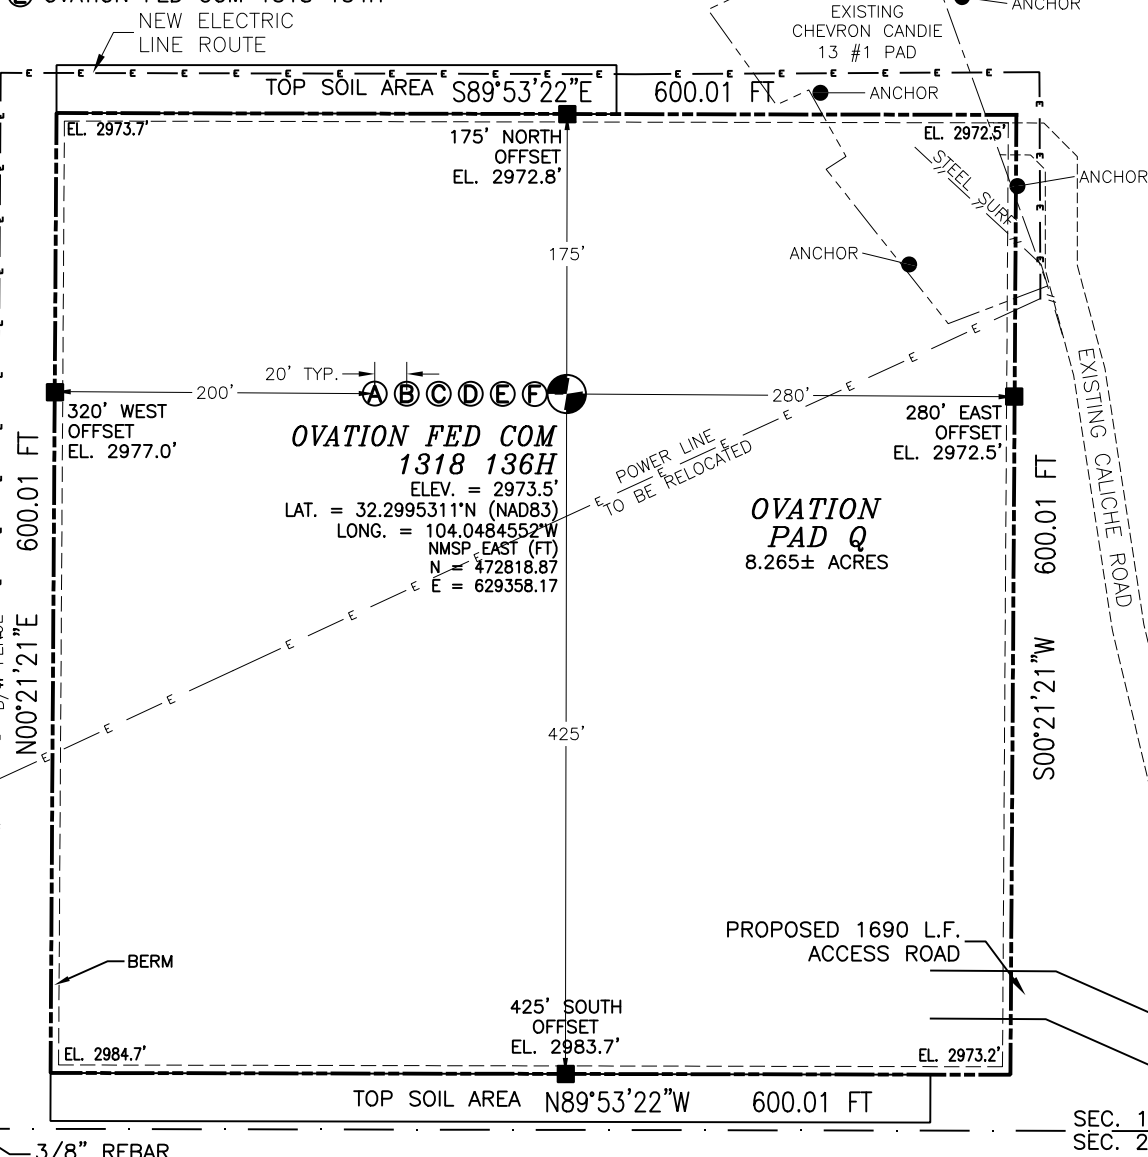 NEW ELECTRIC
LINE ROUTE
EXISTING
CHEVRON CANDIE
13 #1 PAD
ANCHOR
E E E E E E E E E E
TOP SOIL AREA S89°53'22"E 600.01 FT
ANCHOR
EL. 2973.7'
EL. 2972.5'
175' NORTH
OFFSET
EL. 2972.8'
STEEL SURF
ANCHOR
175'
ANCHOR
20' TYP.
200'
A B C D E F
280'
320' WEST
OFFSET
EL. 2977.0'
280' EAST
OFFSET
EL. 2972.5'
OVATION FED COM
1318 136H
ELEV. = 2973.5'
LAT. = 32.2995311°N (NAD83)
LONG. = 104.0484552°W
NMSP EAST (FT)
N = 472818.87
E = 629358.17
POWER LINE
TO BE RELOCATED
OVATION
PAD Q
8.265± ACRES
EXISTING CALICHE ROAD
N00°21'21"E 600.01 FT
S00°21'21"W 600.01 FT
425'
BERM
PROPOSED 1690 L.F.
ACCESS ROAD
425' SOUTH
OFFSET
EL. 2983.7'
EL. 2984.7'
EL. 2973.2'
TOP SOIL AREA N89°53'22"W 600.01 FT
SEC. 1
SEC. 2
3/8" REBAR